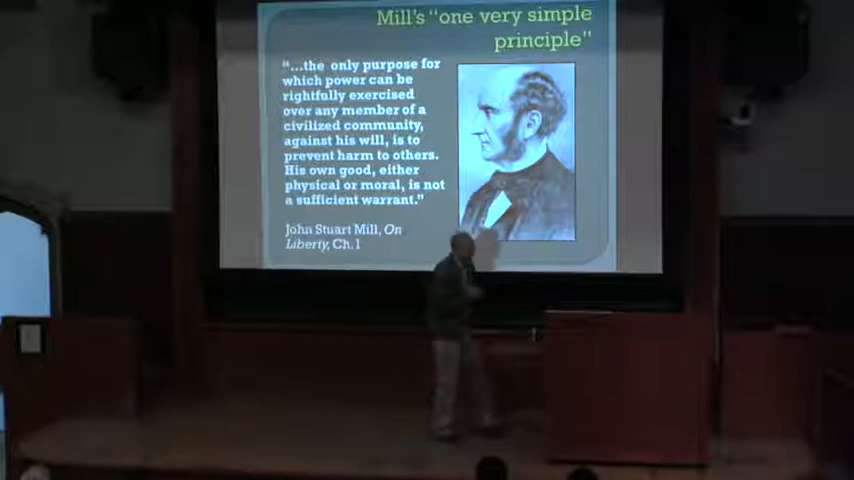 Mill's "one very simple
principle"
"...the only purpose for
which power can be
rightfully exercised
over any member of a
civilized community,
against his will, is to
prevent harm to others.
His own good, either
physical or moral, is not
a sufficient warrant."
John Stuart Mill, On
Liberty, Ch.1